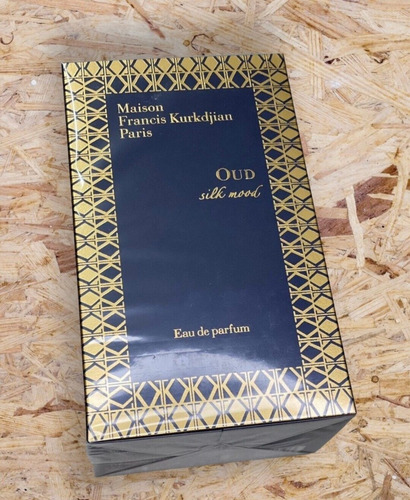 Maison
Francis Kurkdjian
Paris
OUD
silk mood
Eau de parfum